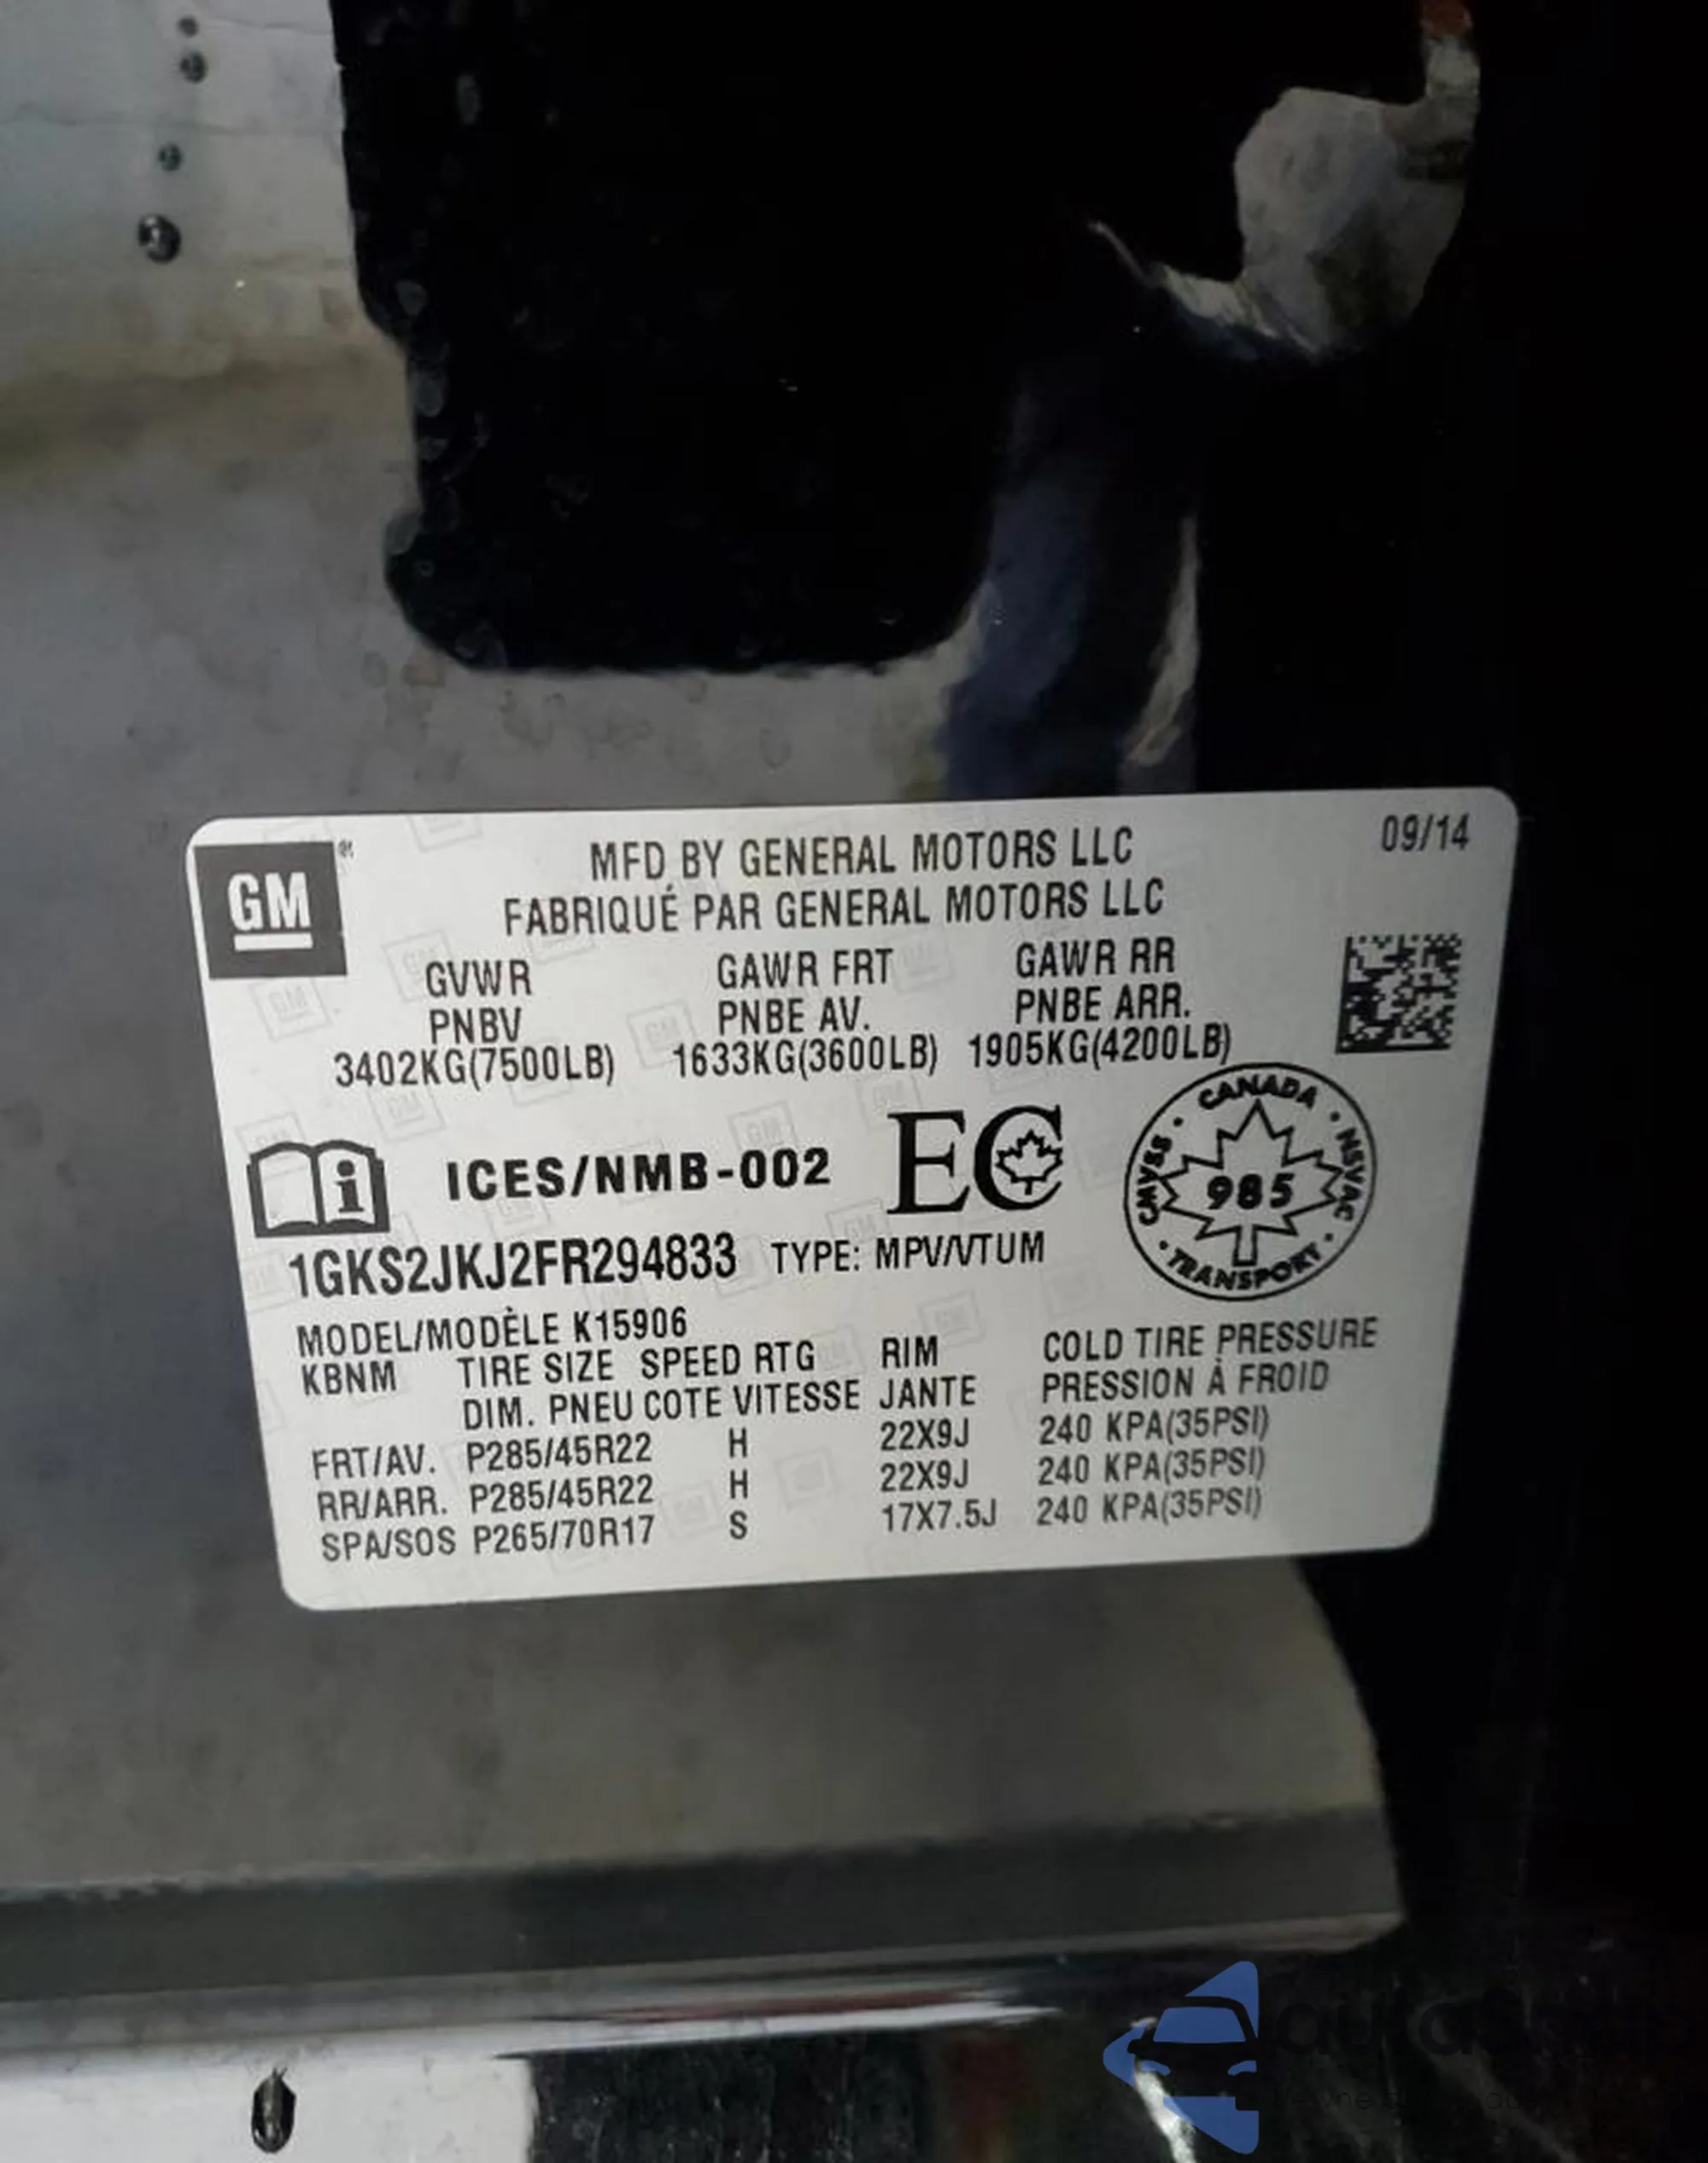 GM
MFD BY GENERAL MOTORS LLC
09/14
FABRIQUÉ PAR GENERAL MOTORS LLC
GVWR GAWR FRT GAWR RR
PNBV PNBE AV. PNBE ARR.
3402KG(7500LB) 1633KG(3600LB) 1905KG(4200LB)
CANADA
CMVSS 985 NSVAC
TRANSPORT
i ICES/NMB-002 EC
1GKS2JKJ2FR294833 TYPE: MPV/VTUM
MODEL/MODÈLE K15906
KBNM TIRE SIZE SPEED RTG RIM COLD TIRE PRESSURE
DIM. PNEU COTE VITESSE JANTE PRESSION À FROID
FRT/AV. P285/45R22 H 22X9J 240 KPA(35PSI)
RR/ARR. P285/45R22 H 22X9J 240 KPA(35PSI)
SPA/SOS P265/70R17 S 17X7.5J 240 KPA(35PSI)